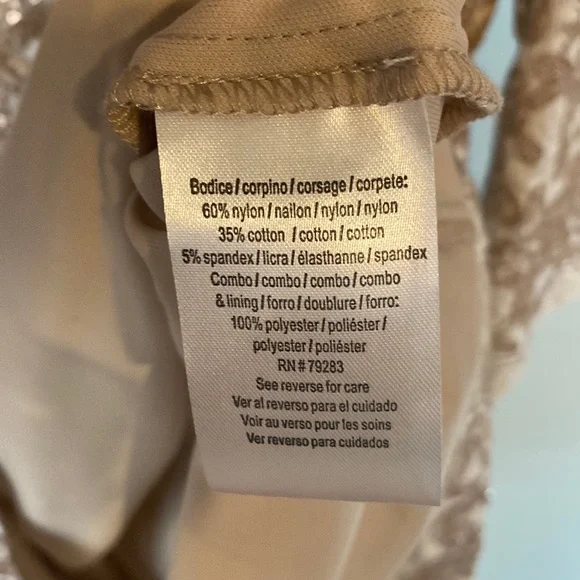 Bodice / corpino / corsage / corpete:
60% nylon / nailon / nylon / nylon
35% cotton / cotton / cotton
5% spandex / licra / élasthanne / spandex
Combo / combo / combo / combo
& lining / forro / doublure / forro:
100% polyester / poliéster /
polyester / poliéster
RN # 79283
See reverse for care
Ver al reverso para el cuidado
Voir au verso pour les soins
Ver reverso para cuidados